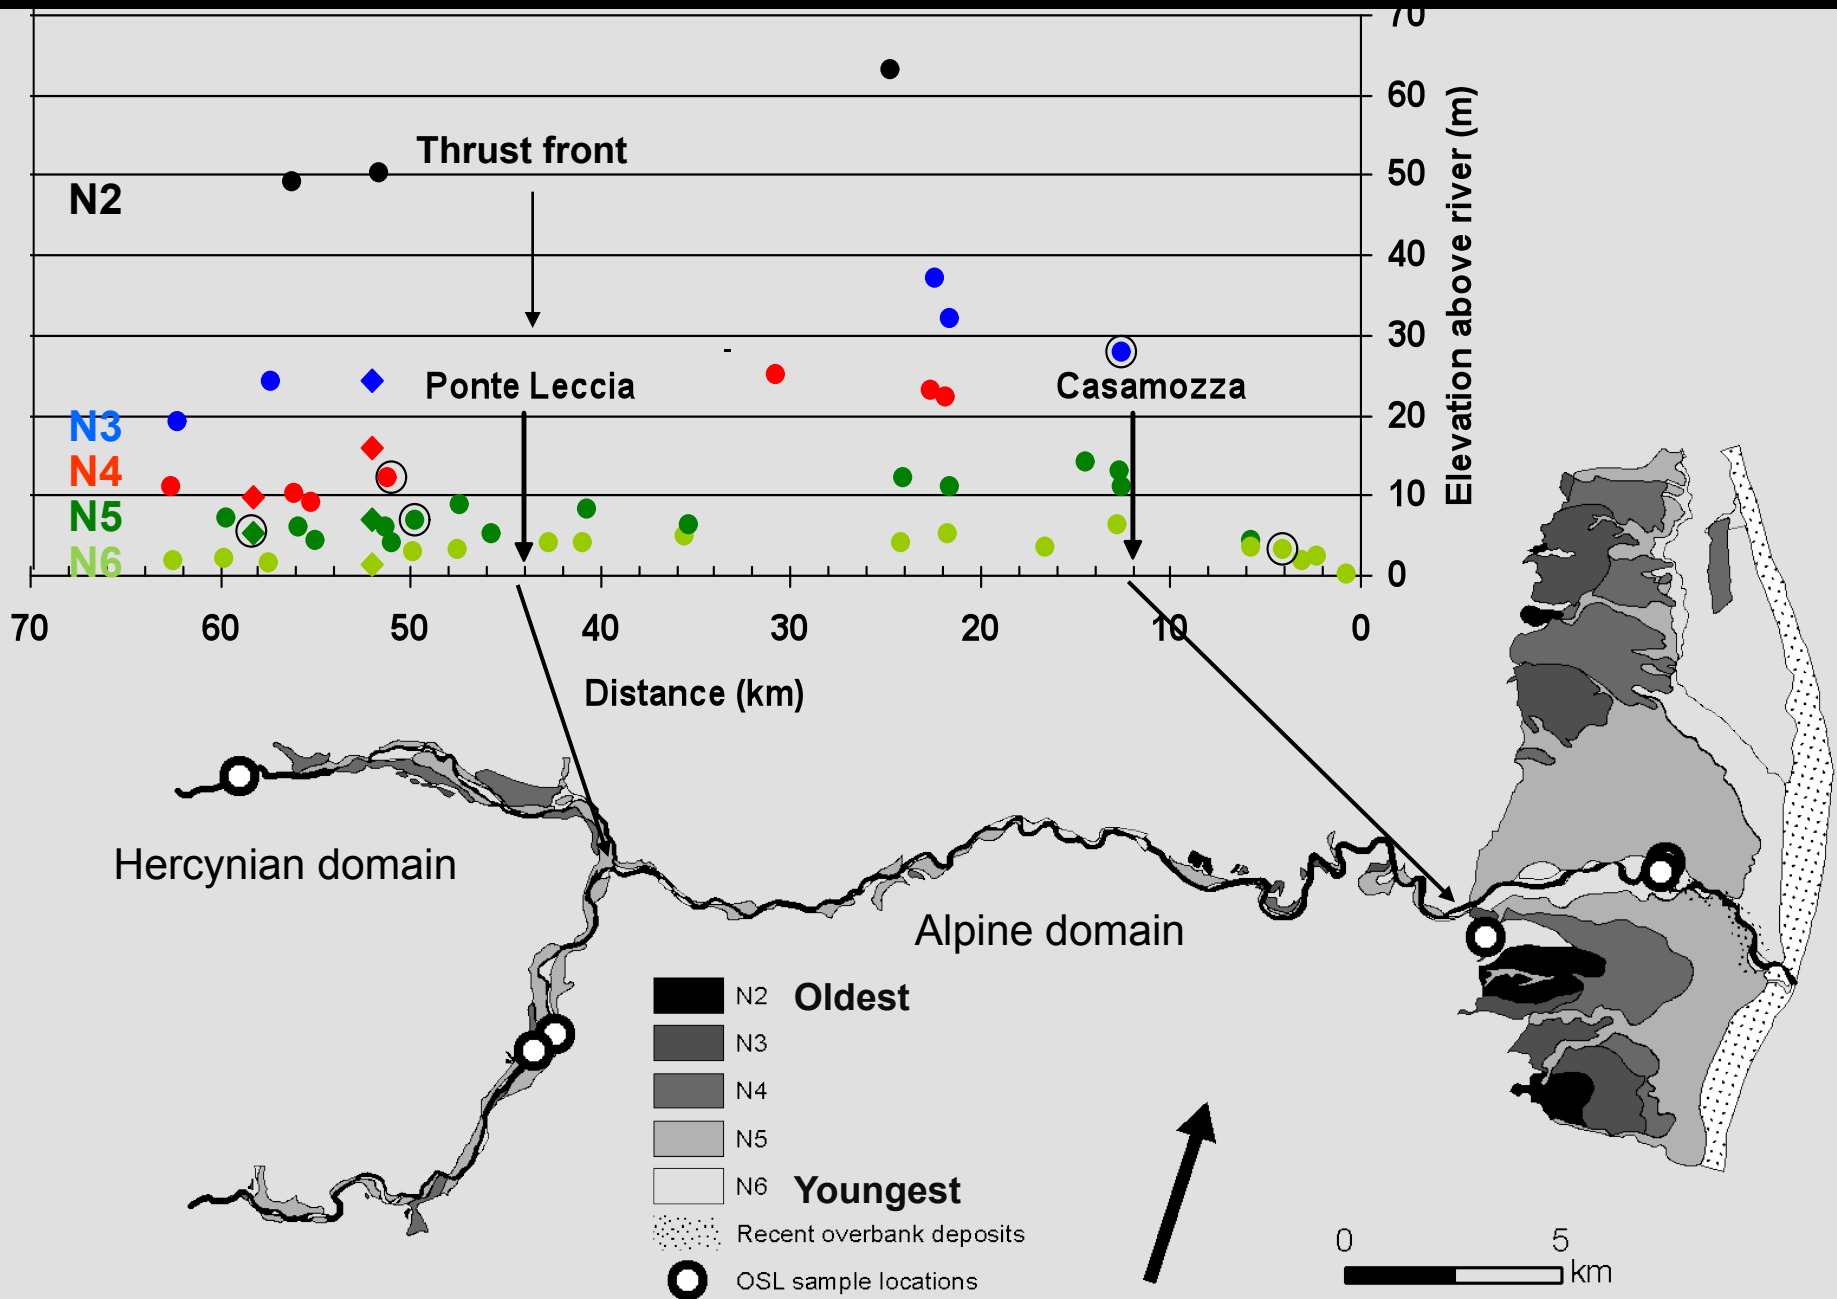 70
60
50
40
30
20
10
0
Elevation above river (m)
Thrust front
N2
-
Ponte Leccia
Casamozza
N3
N4
N5
N6
70 60 50 40 30 20 10 0
Distance (km)
Hercynian domain
Alpine domain
N2 Oldest
N3
N4
N5
N6 Youngest
Recent overbank deposits
OSL sample locations
0 5
km